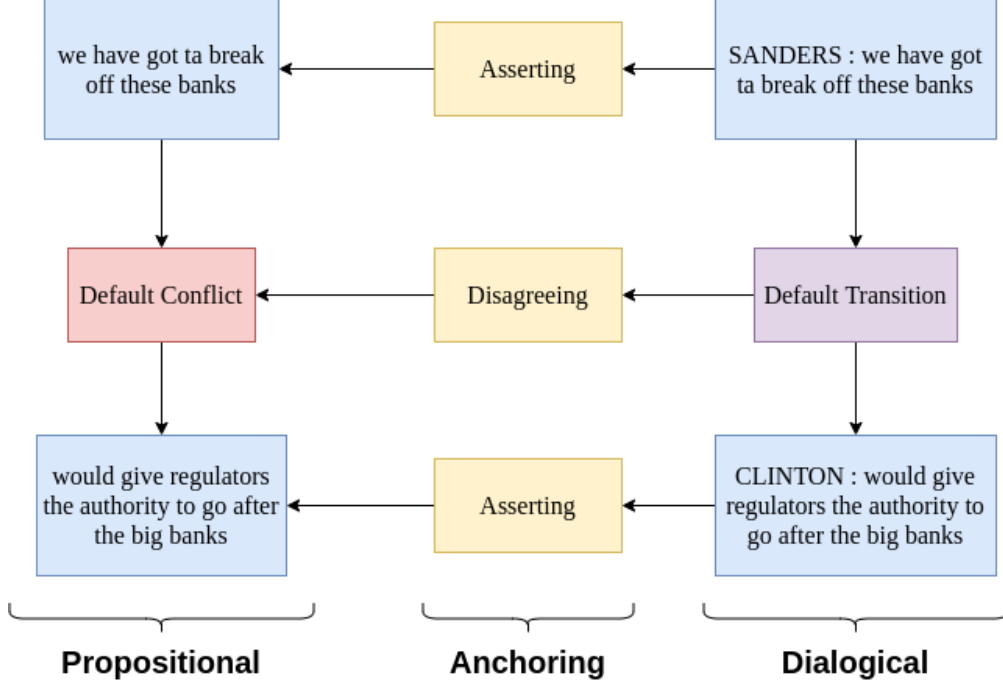 we have got ta break
off these banks
Asserting
SANDERS : we have got
ta break off these banks
Default Conflict
Disagreeing
Default Transition
would give regulators
the authority to go after
the big banks
Asserting
CLINTON : would give
regulators the authority to
go after the big banks
Propositional
Anchoring
Dialogical